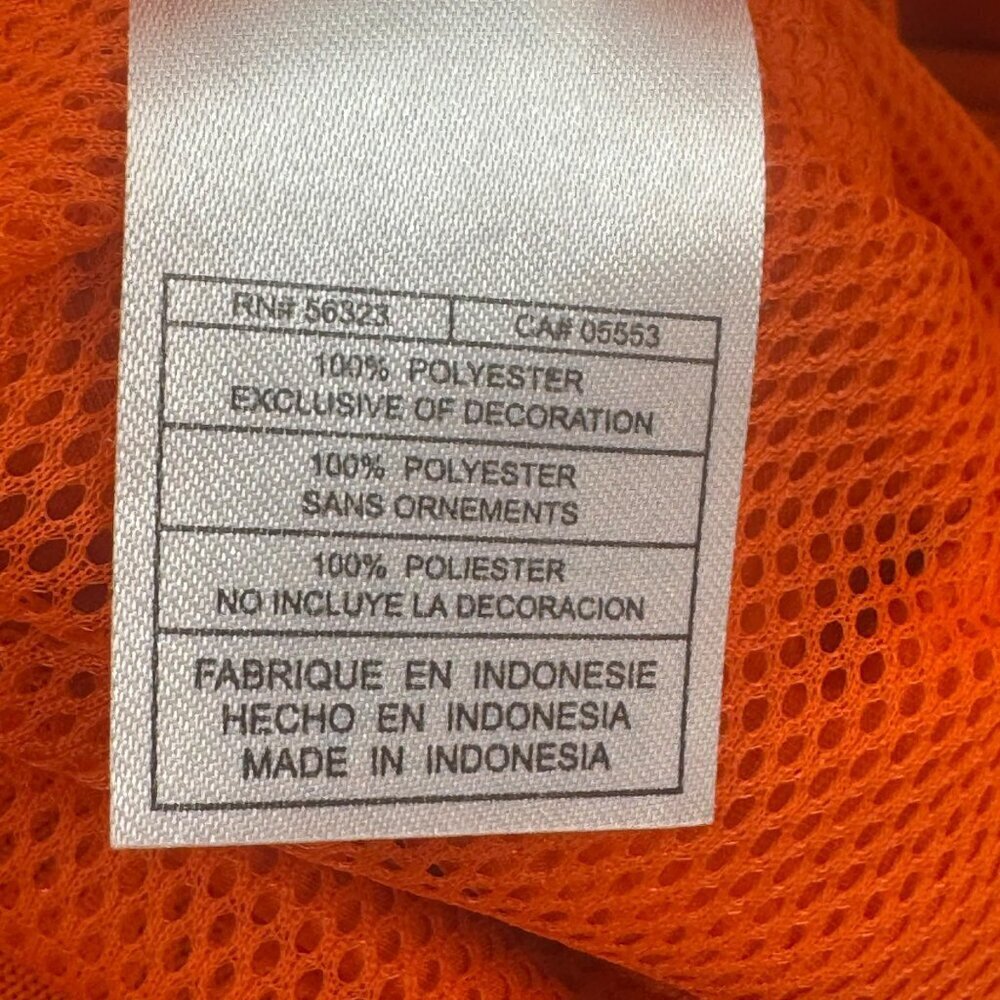 RN# 56323 CA# 05553
100% POLYESTER
EXCLUSIVE OF DECORATION
100% POLYESTER
SANS ORNEMENTS
100% POLIESTER
NO INCLUYE LA DECORACION
FABRIQUE EN INDONESIE
HECHO EN INDONESIA
MADE IN INDONESIA